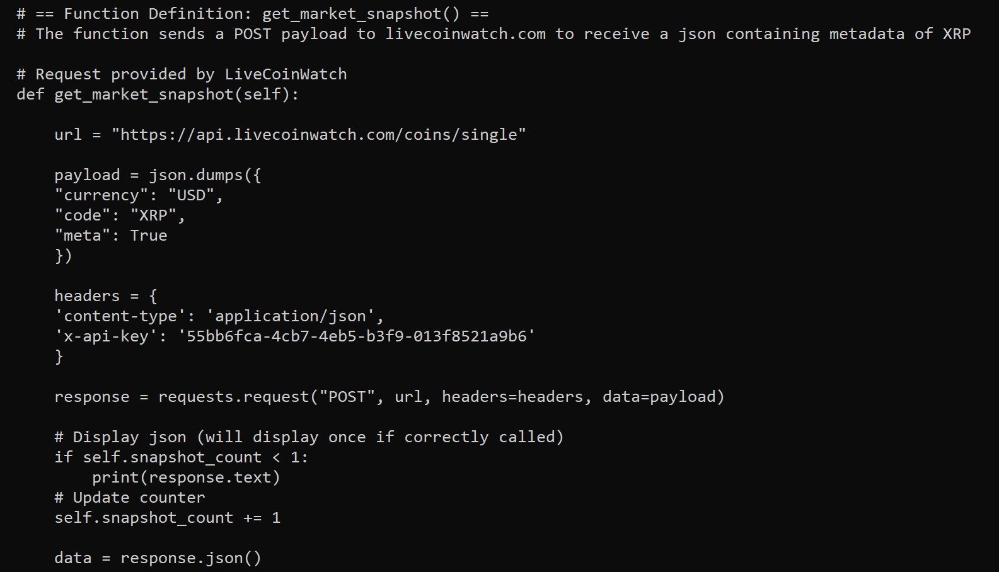 # == Function Definition: get_market_snapshot() ==
# The function sends a POST payload to livecoinwatch.com to receive a json containing metadata of XRP
# Request provided by LiveCoinWatch
def get_market_snapshot(self):
url = "https://api.livecoinwatch.com/coins/single"
payload = json.dumps({
"currency": "USD",
"code": "XRP",
"meta": True
})
headers = {
'content-type': 'application/json',
'x-api-key': '55bb6fca-4cb7-4eb5-b3f9-013f8521a9b6'
}
response = requests.request("POST", url, headers=headers, data=payload)
# Display json (will display once if correctly called)
if self.snapshot_count < 1:
print(response.text)
# Update counter
self.snapshot_count += 1
data = response.json()